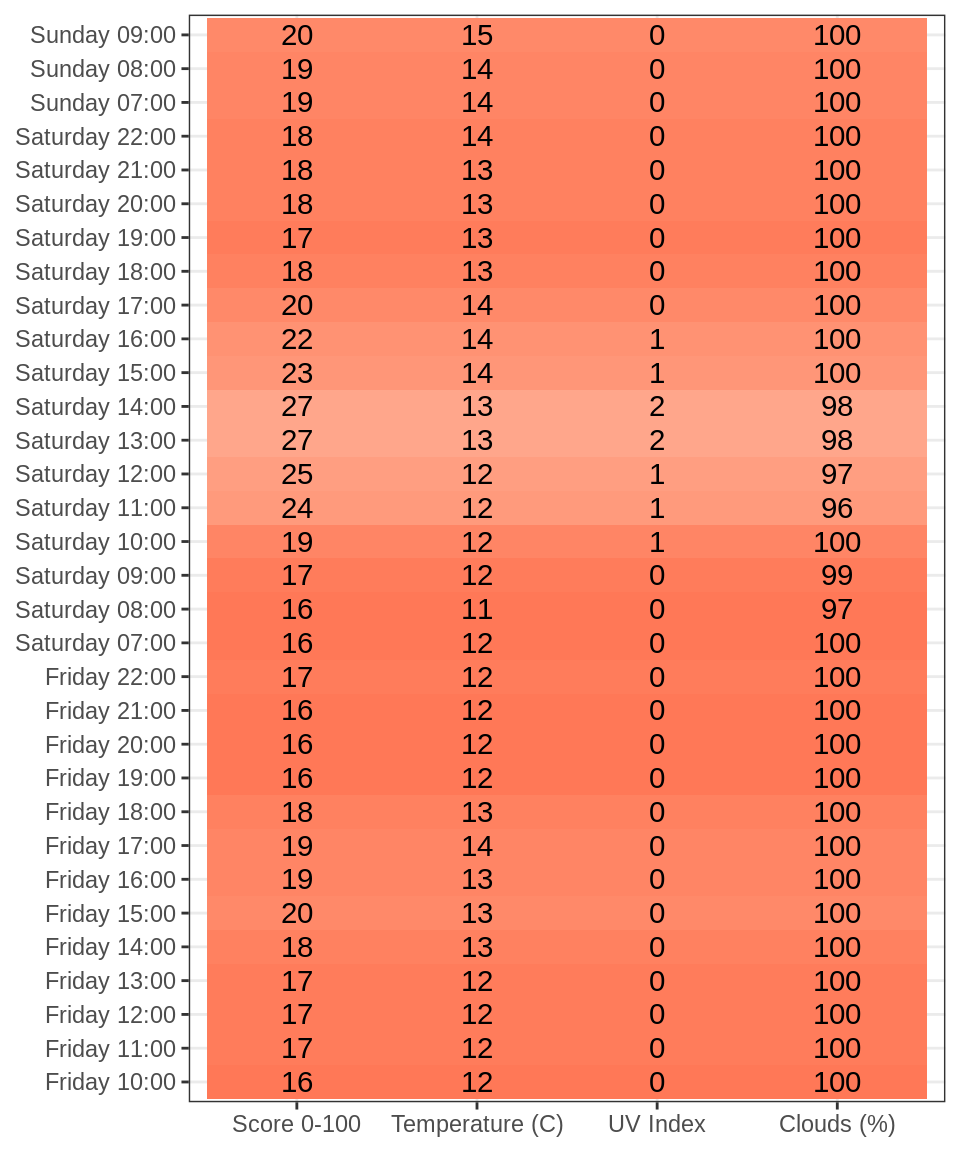 Sunday 09:00 20 15 0 100
Sunday 08:00 19 14 0 100
Sunday 07:00 19 14 0 100
Saturday 22:00 18 14 0 100
Saturday 21:00 18 13 0 100
Saturday 20:00 18 13 0 100
Saturday 19:00 17 13 0 100
Saturday 18:00 18 13 0 100
Saturday 17:00 20 14 0 100
Saturday 16:00 22 14 1 100
Saturday 15:00 23 14 1 100
Saturday 14:00 27 13 2 98
Saturday 13:00 27 13 2 98
Saturday 12:00 25 12 1 97
Saturday 11:00 24 12 1 96
Saturday 10:00 19 12 1 100
Saturday 09:00 17 12 0 99
Saturday 08:00 16 11 0 97
Saturday 07:00 16 12 0 100
Friday 22:00 17 12 0 100
Friday 21:00 16 12 0 100
Friday 20:00 16 12 0 100
Friday 19:00 16 12 0 100
Friday 18:00 18 13 0 100
Friday 17:00 19 14 0 100
Friday 16:00 19 13 0 100
Friday 15:00 20 13 0 100
Friday 14:00 18 13 0 100
Friday 13:00 17 12 0 100
Friday 12:00 17 12 0 100
Friday 11:00 17 12 0 100
Friday 10:00 16 12 0 100
Score 0-100 Temperature (C) UV Index Clouds (%)